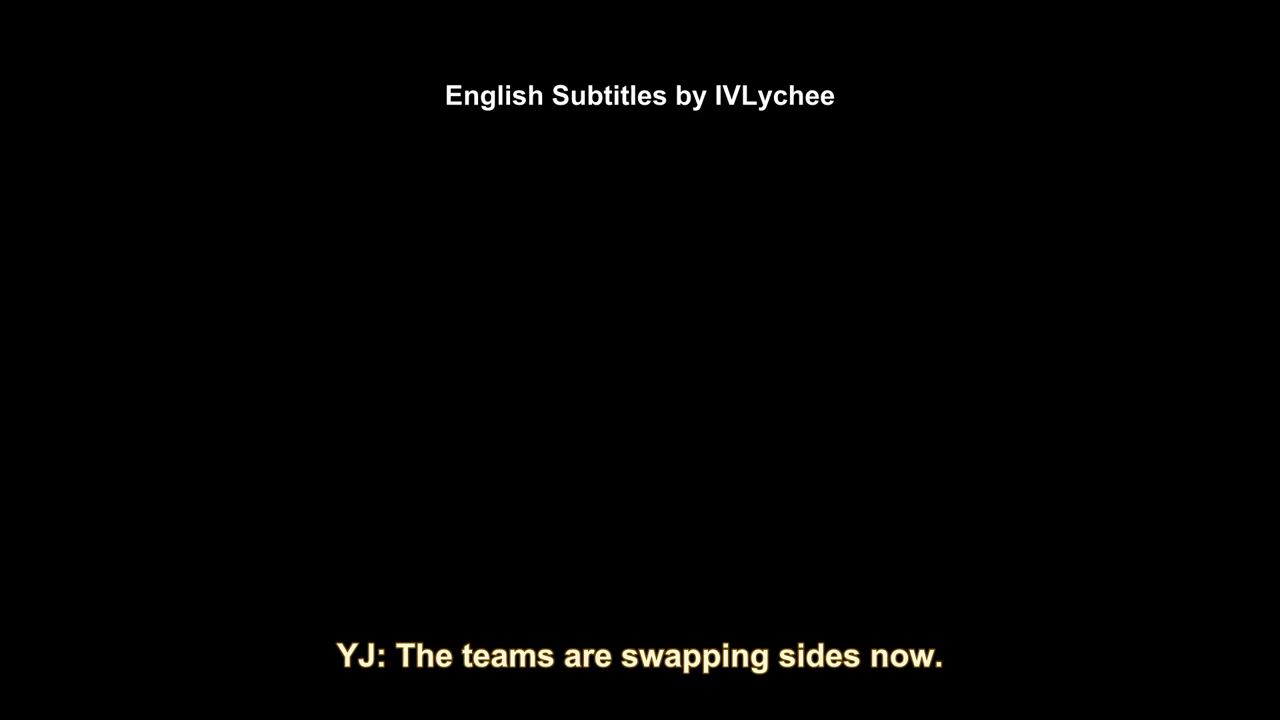 English Subtitles by IVLychee
YJ: The teams are swapping sides now.